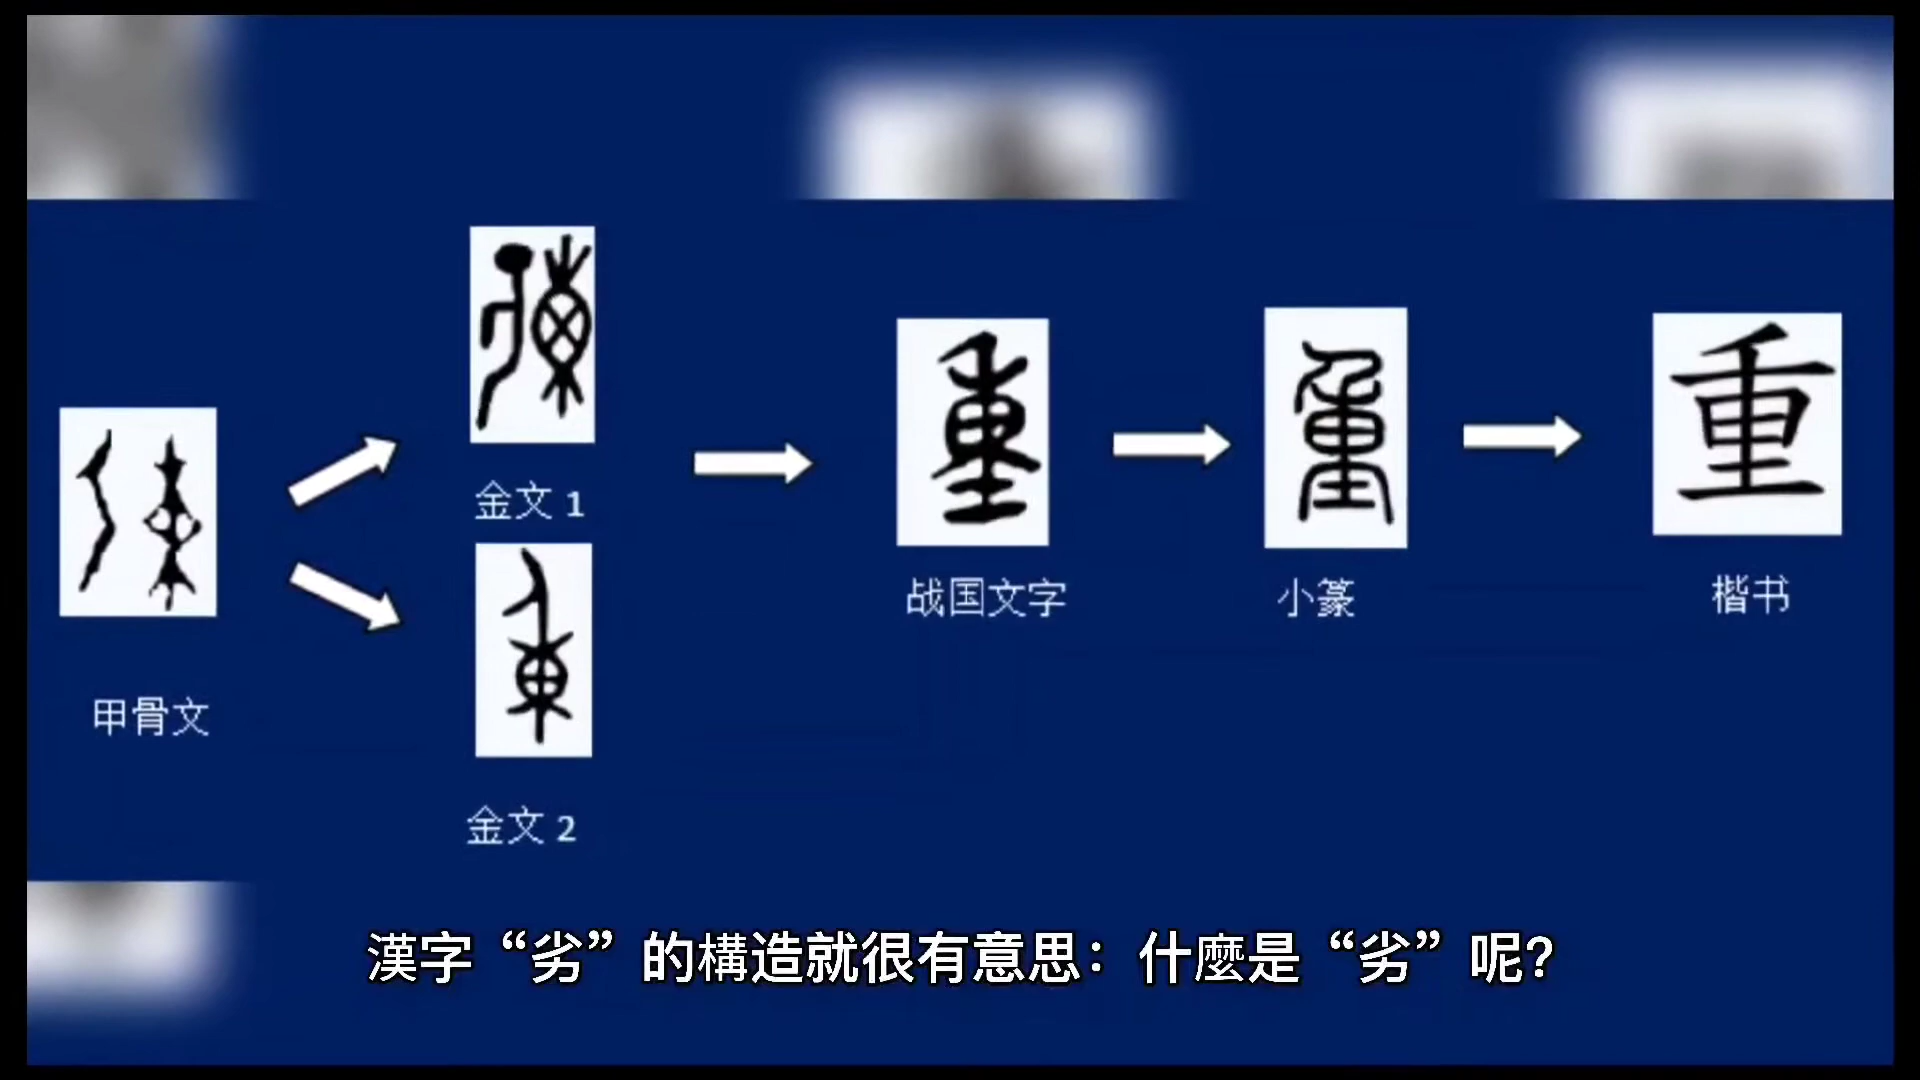 重
甲骨文
金文 1
金文 2
战国文字
小篆
楷书
漢字“劣”的構造就很有意思：什麼是“劣”呢？